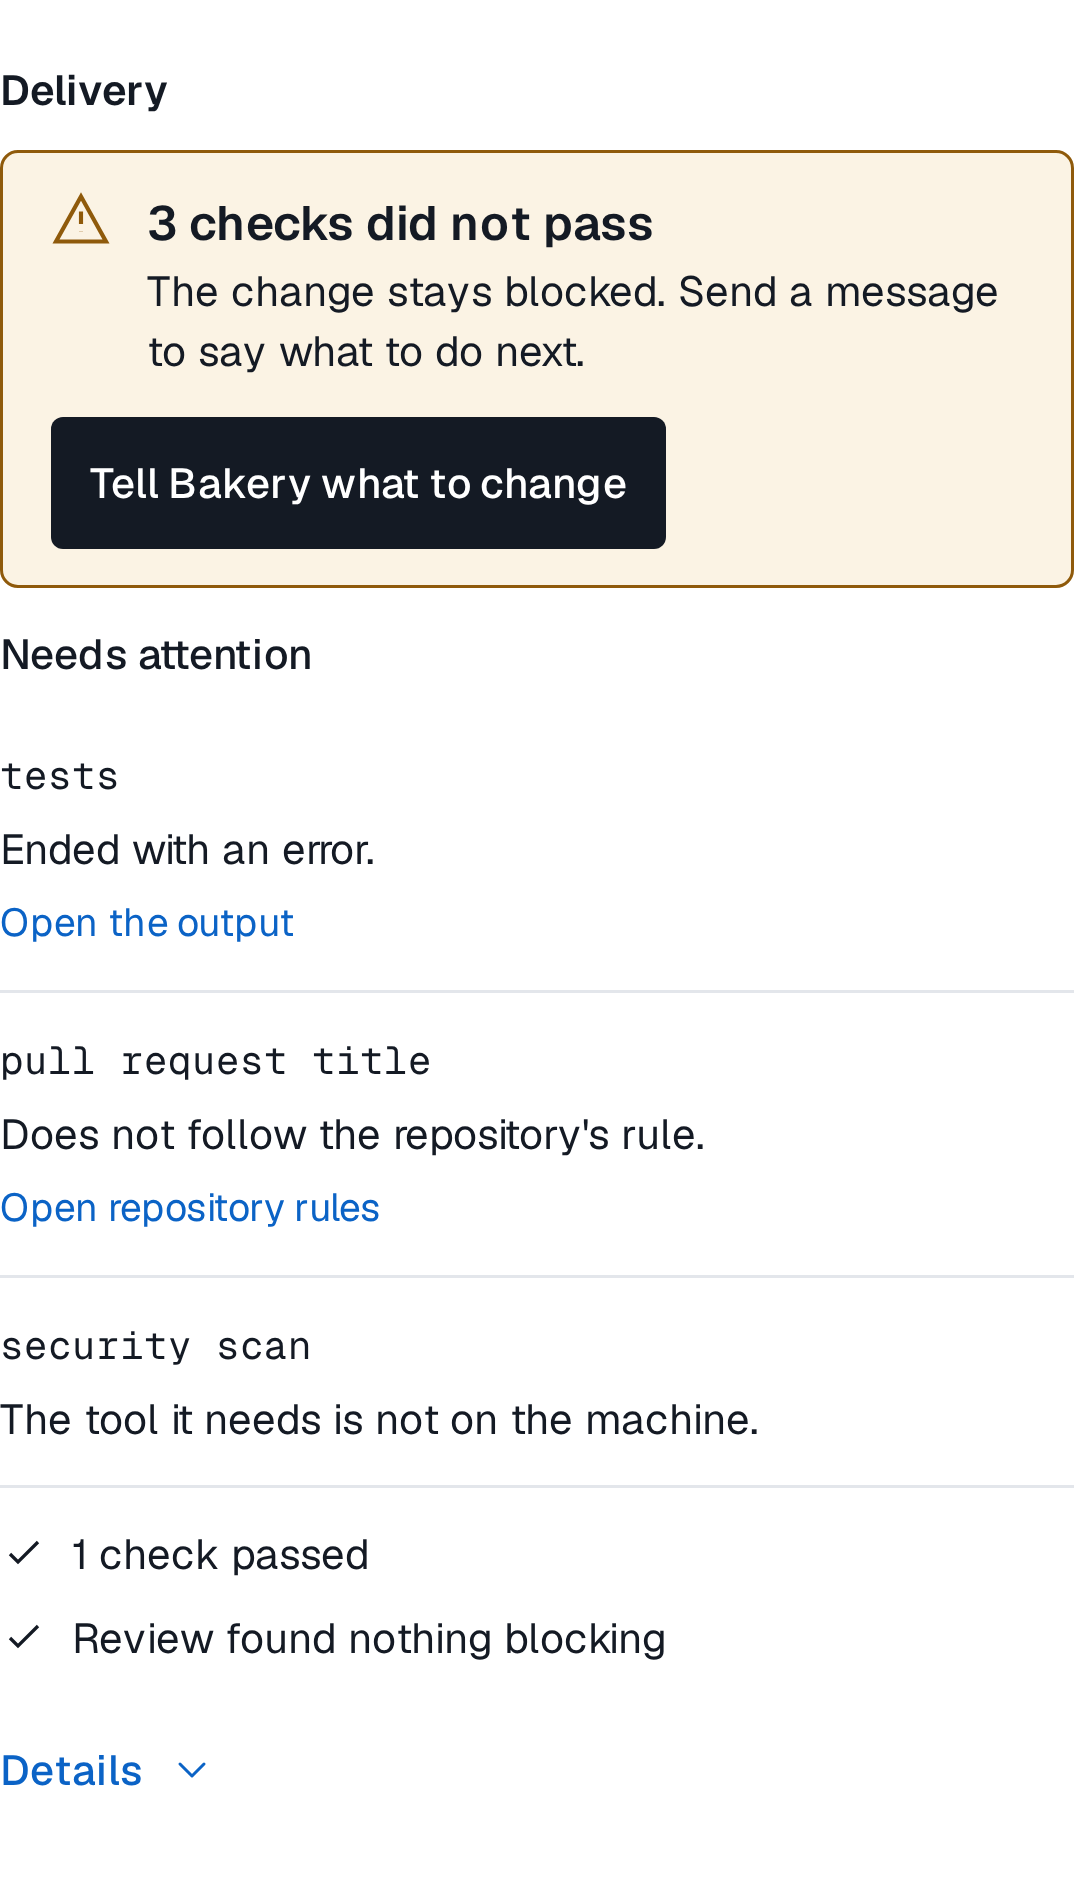 Delivery
3 checks did not pass
The change stays blocked. Send a message
to say what to do next.
Tell Bakery what to change
Needs attention
tests
Ended with an error.
Open the output
pull request title
Does not follow the repository's rule.
Open repository rules
security scan
The tool it needs is not on the machine.
1 check passed
Review found nothing blocking
Details